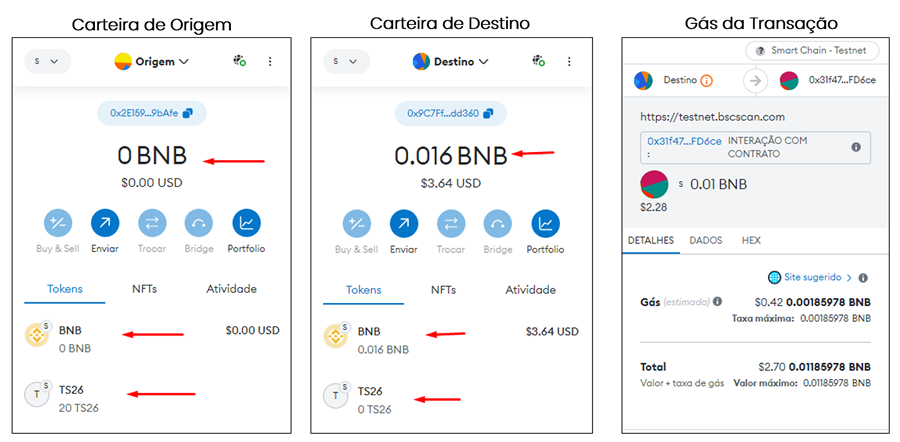 Carteira de Origem
S
Origem
0x2E159...9bAfe
0 BNB
$0.00 USD
Buy & Sell
Enviar
Trocar
Bridge
Portfolio
Tokens
NFTs
Atividade
S
BNB
$0.00 USD
0 BNB
T
S
TS26
20 TS26
Carteira de Destino
S
Destino
0x9C7Ff...dd360
0.016 BNB
$3.64 USD
Buy & Sell
Enviar
Trocar
Bridge
Portfolio
Tokens
NFTs
Atividade
S
BNB
$3.64 USD
0.016 BNB
T
S
TS26
0 TS26
Gás da Transação
? Smart Chain - Testnet
Destino
0x31f47...FD6ce
https://testnet.bscscan.com
0x31f47...FD6ce INTERAÇÃO COM
: CONTRATO
S 0.01 BNB
$2.28
DETALHES
DADOS
HEX
Site sugerido >
Gás (estimada) $0.42 0.00185978 BNB
Taxa máxima: 0.00185978 BNB
Total $2.70 0.01185978 BNB
Valor + taxa de gás Valor máximo: 0.01185978 BNB